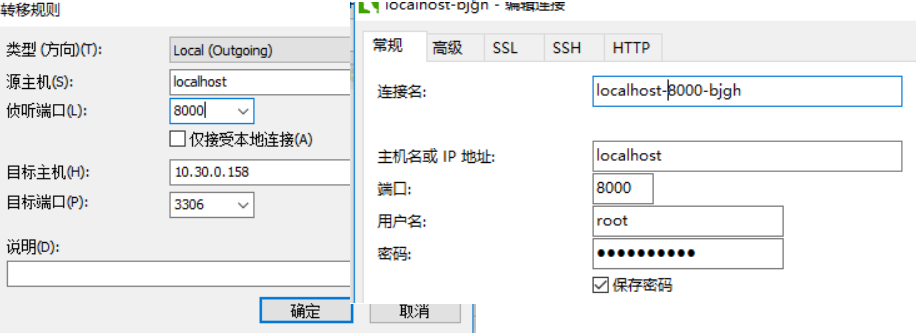 转移规则
类型 (方向)(T):
Local (Outgoing)
源主机(S):
localhost
侦听端口(L):
8000
仅接受本地连接(A)
目标主机(H):
10.30.0.158
目标端口(P):
3306
说明(D):
确定
取消
localhost-bjgh - 编辑连接
常规
高级
SSL
SSH
HTTP
连接名:
localhost-8000-bjgh
主机名或 IP 地址:
localhost
端口:
8000
用户名:
root
密码:
●●●●●●●●●●
保存密码